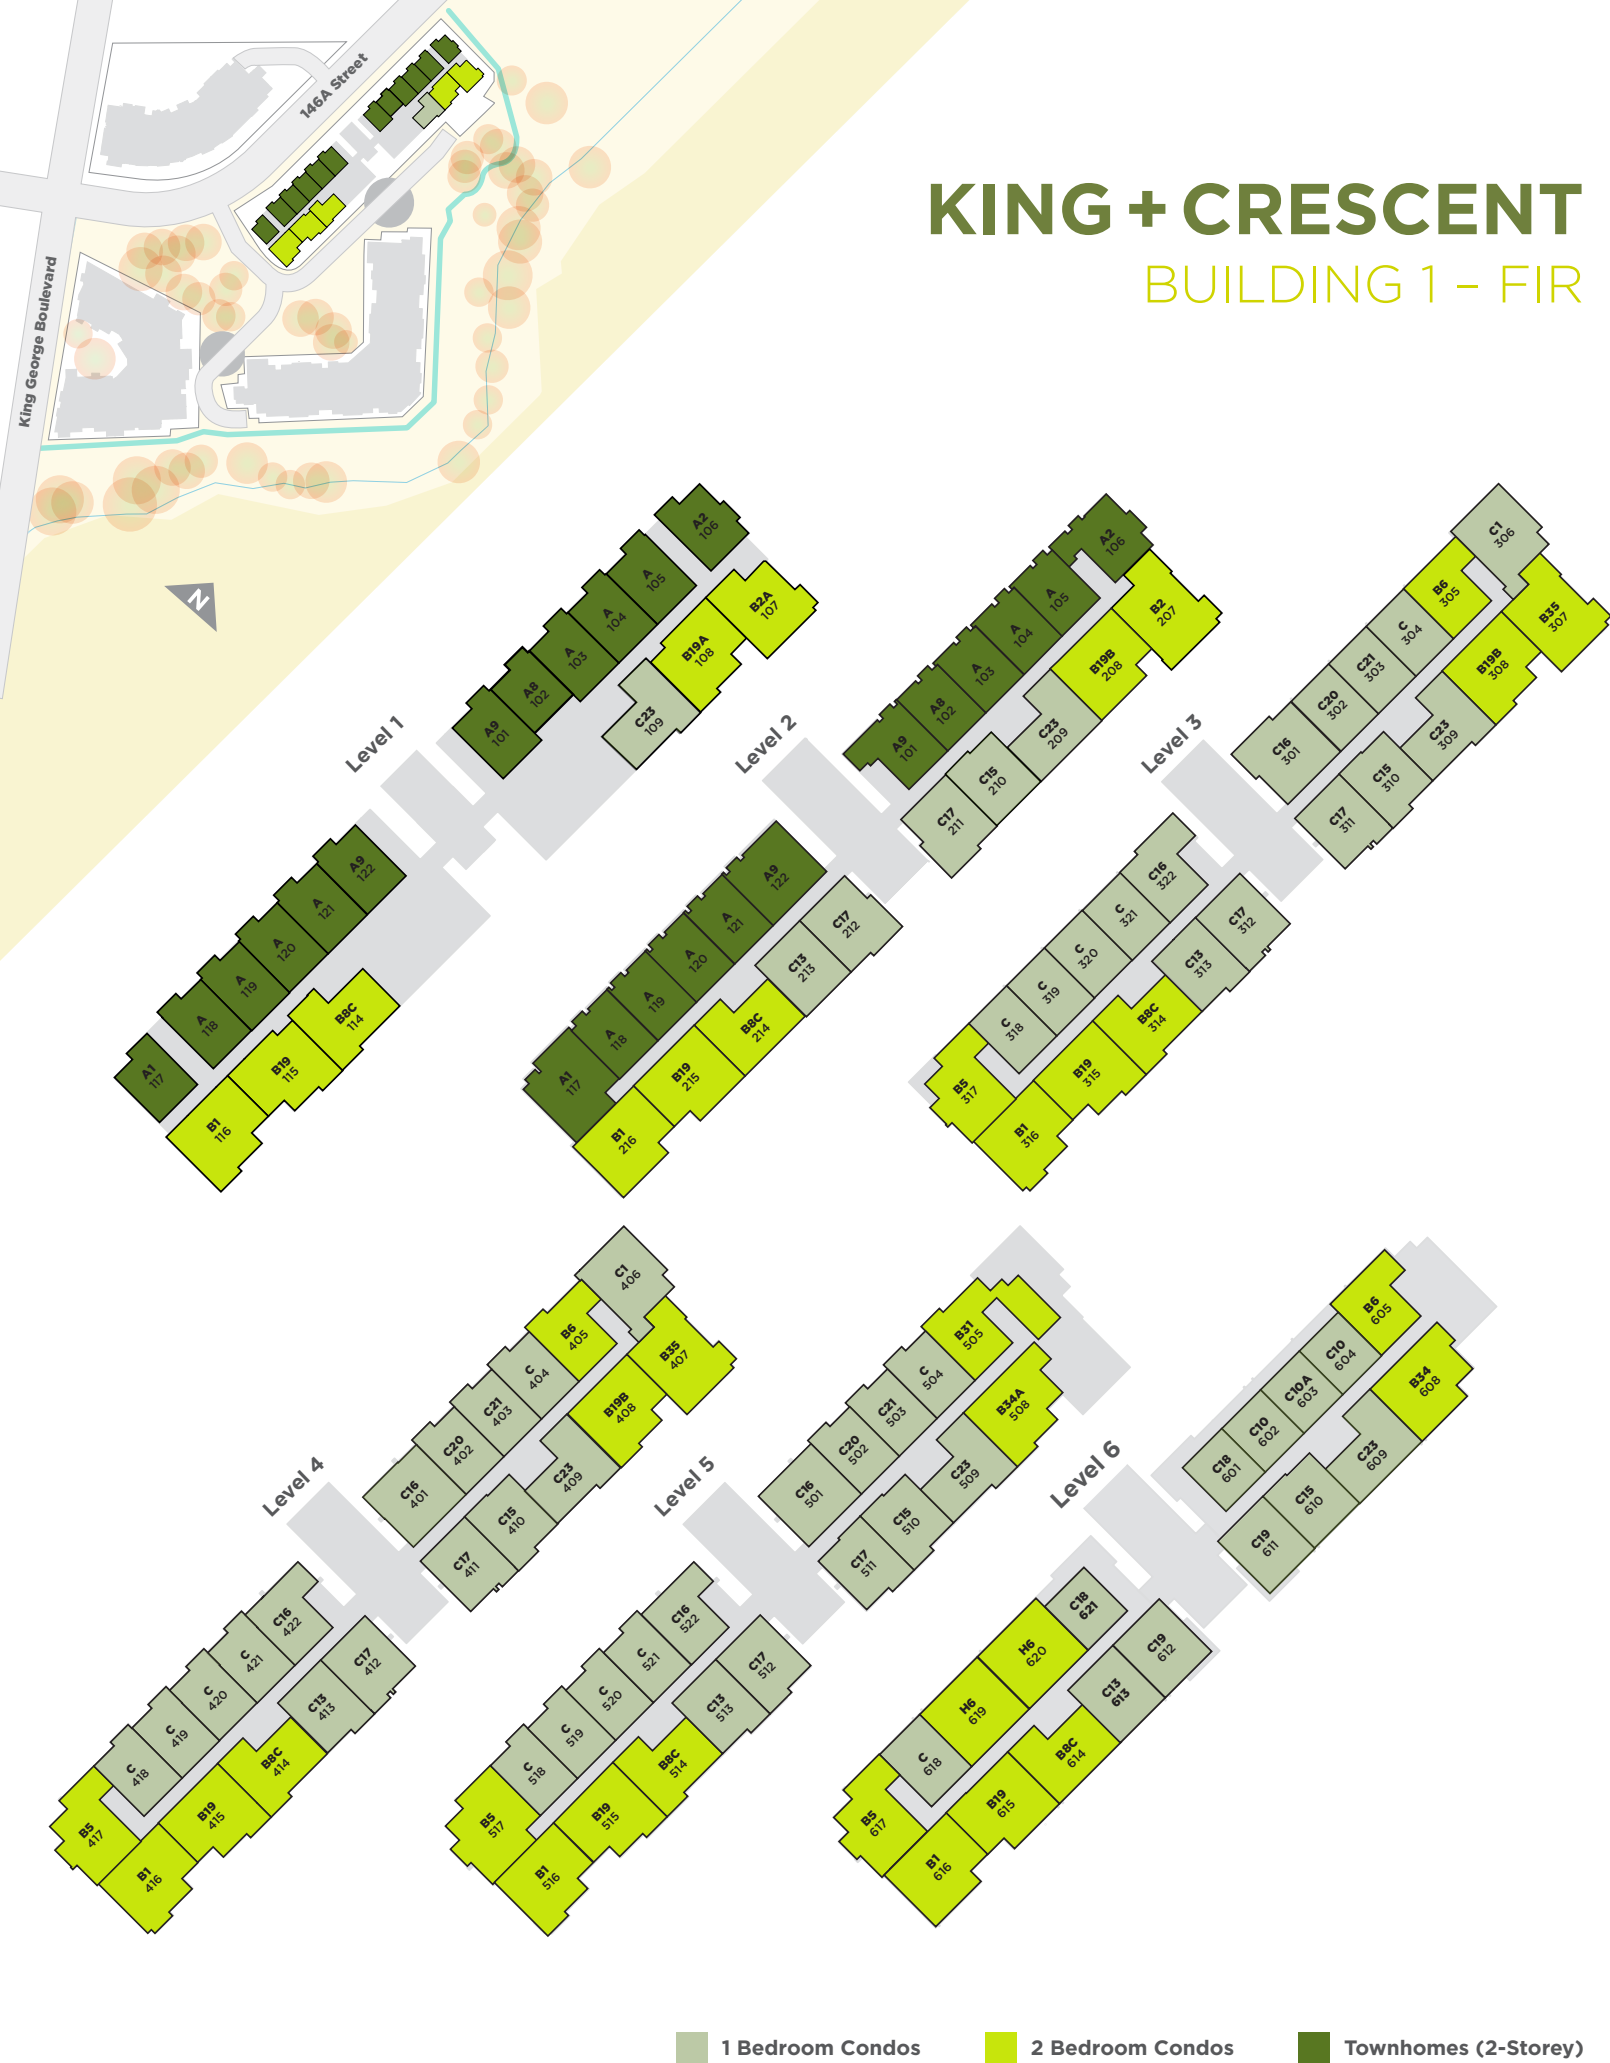 KING + CRESCENT
BUILDING 1 – FIR
146A Street
King George Boulevard
N
Level 1
A2
106
A
105
A
104
A
103
A8
102
A9
101
B2A
107
B19A
108
C23
109
A9
122
A
121
A
120
A
119
A
118
A1
117
B8C
114
B19
115
B1
116
Level 2
A2
106
A
105
A
104
A
103
A8
102
A9
101
B2
207
B19B
208
C23
209
C15
210
C17
211
A9
122
A
121
A
120
A
119
A
118
A1
117
C17
212
C13
213
B8C
214
B19
215
B1
216
Level 3
C1
306
B6
305
C
304
C21
303
C20
302
C16
301
B35
307
B19B
308
C23
309
C15
310
C17
311
C16
322
C
321
C
320
C
319
C
318
B5
317
C17
312
C13
313
B8C
314
B19
315
B1
316
Level 4
C1
406
B6
405
C
404
C21
403
C20
402
C16
401
B35
407
B19B
408
C23
409
C15
410
C17
411
C16
422
C
421
C
420
C
419
C
418
B5
417
C17
412
C13
413
B8C
414
B19
415
B1
416
Level 5
B31
505
C
504
C21
503
C20
502
C16
501
B34A
508
C23
509
C15
510
C17
511
C16
522
C
521
C
520
C
519
C
518
B5
517
C17
512
C13
513
B8C
514
B19
515
B1
516
Level 6
B6
605
C10
604
C10A
603
C10
602
C18
601
B34
608
C23
609
C15
610
C19
611
C18
621
H6
620
H6
619
C
618
B5
617
C19
612
C13
613
B8C
614
B19
615
B1
616
1 Bedroom Condos
2 Bedroom Condos
Townhomes (2-Storey)